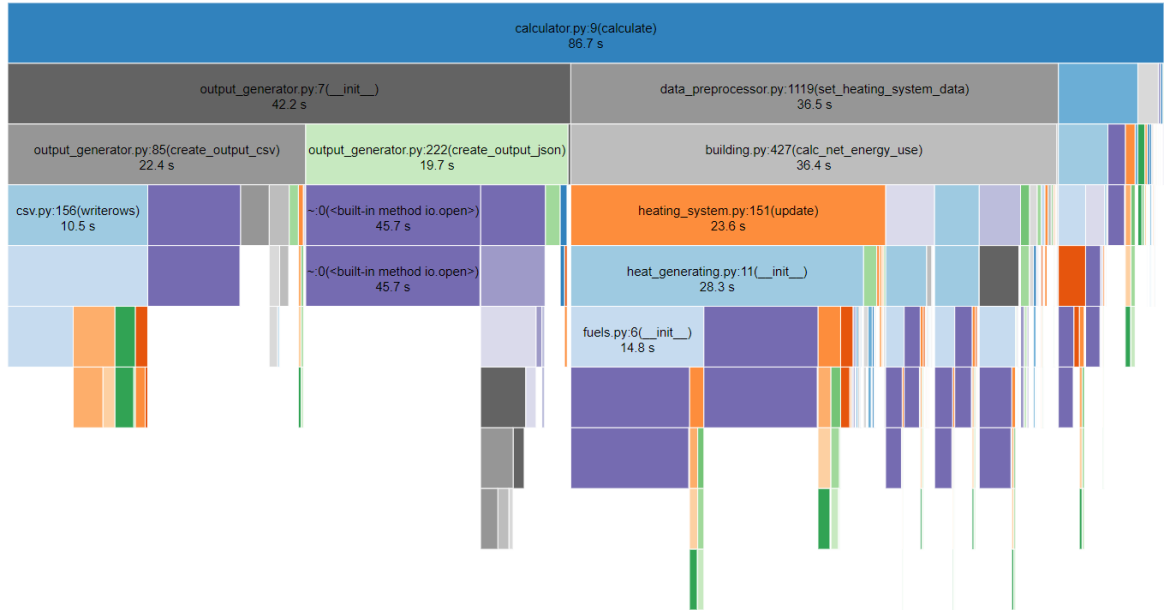 calculator.py:9(calculate)
86.7 s
output_generator.py:7(__init__)
42.2 s
data_preprocessor.py:1119(set_heating_system_data)
36.5 s
output_generator.py:85(create_output_csv)
22.4 s
output_generator.py:222(create_output_json)
19.7 s
building.py:427(calc_net_energy_use)
36.4 s
csv.py:156(writerows)
10.5 s
~:0(<built-in method io.open>)
45.7 s
heating_system.py:151(update)
23.6 s
~:0(<built-in method io.open>)
45.7 s
heat_generating.py:11(__init__)
28.3 s
fuels.py:6(__init__)
14.8 s